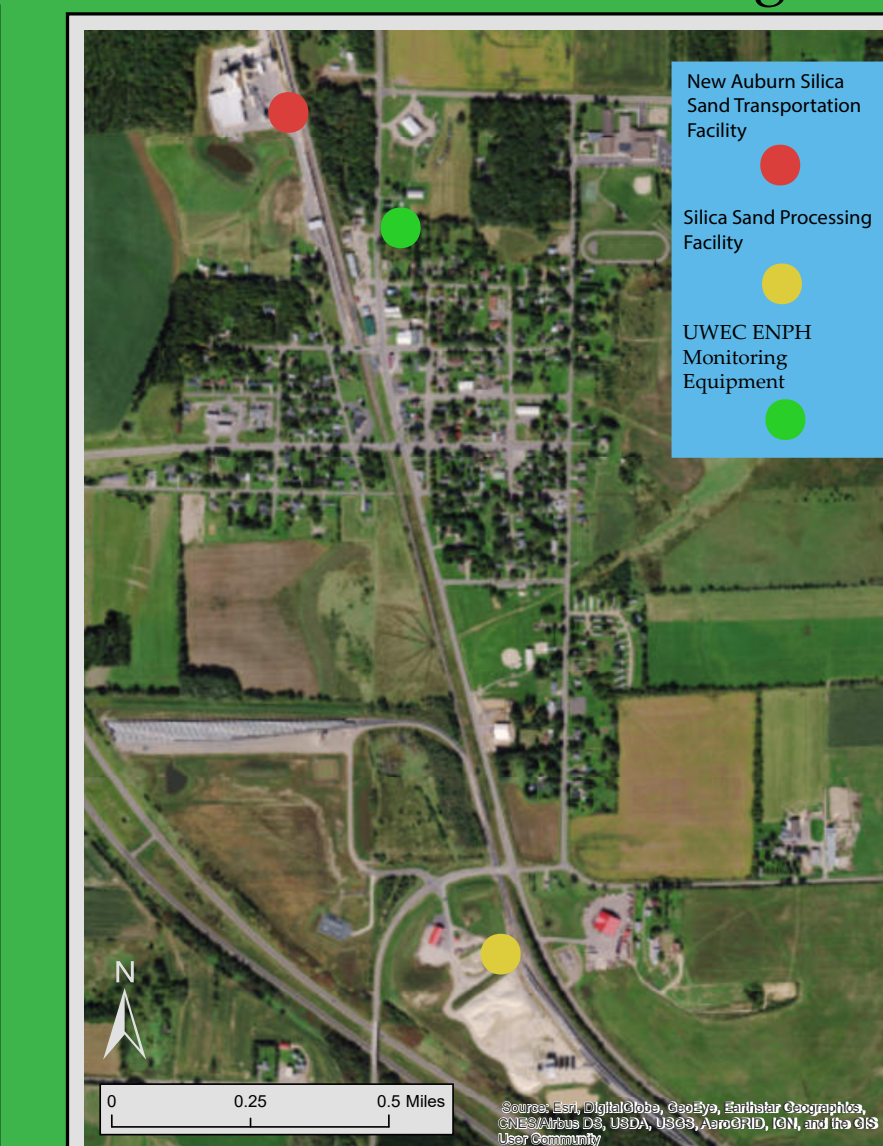 New Auburn Silica
Sand Transportation
Facility
Silica Sand Processing
Facility
UWEC ENPH
Monitoring
Equipment
N
0 0.25 0.5 Miles
Source: Esri, DigitalGlobe, GeoEye, Earthstar Geographics,
CNES/Airbus DS, USDA, USGS, AeroGRID, IGN, and the GIS
User Community